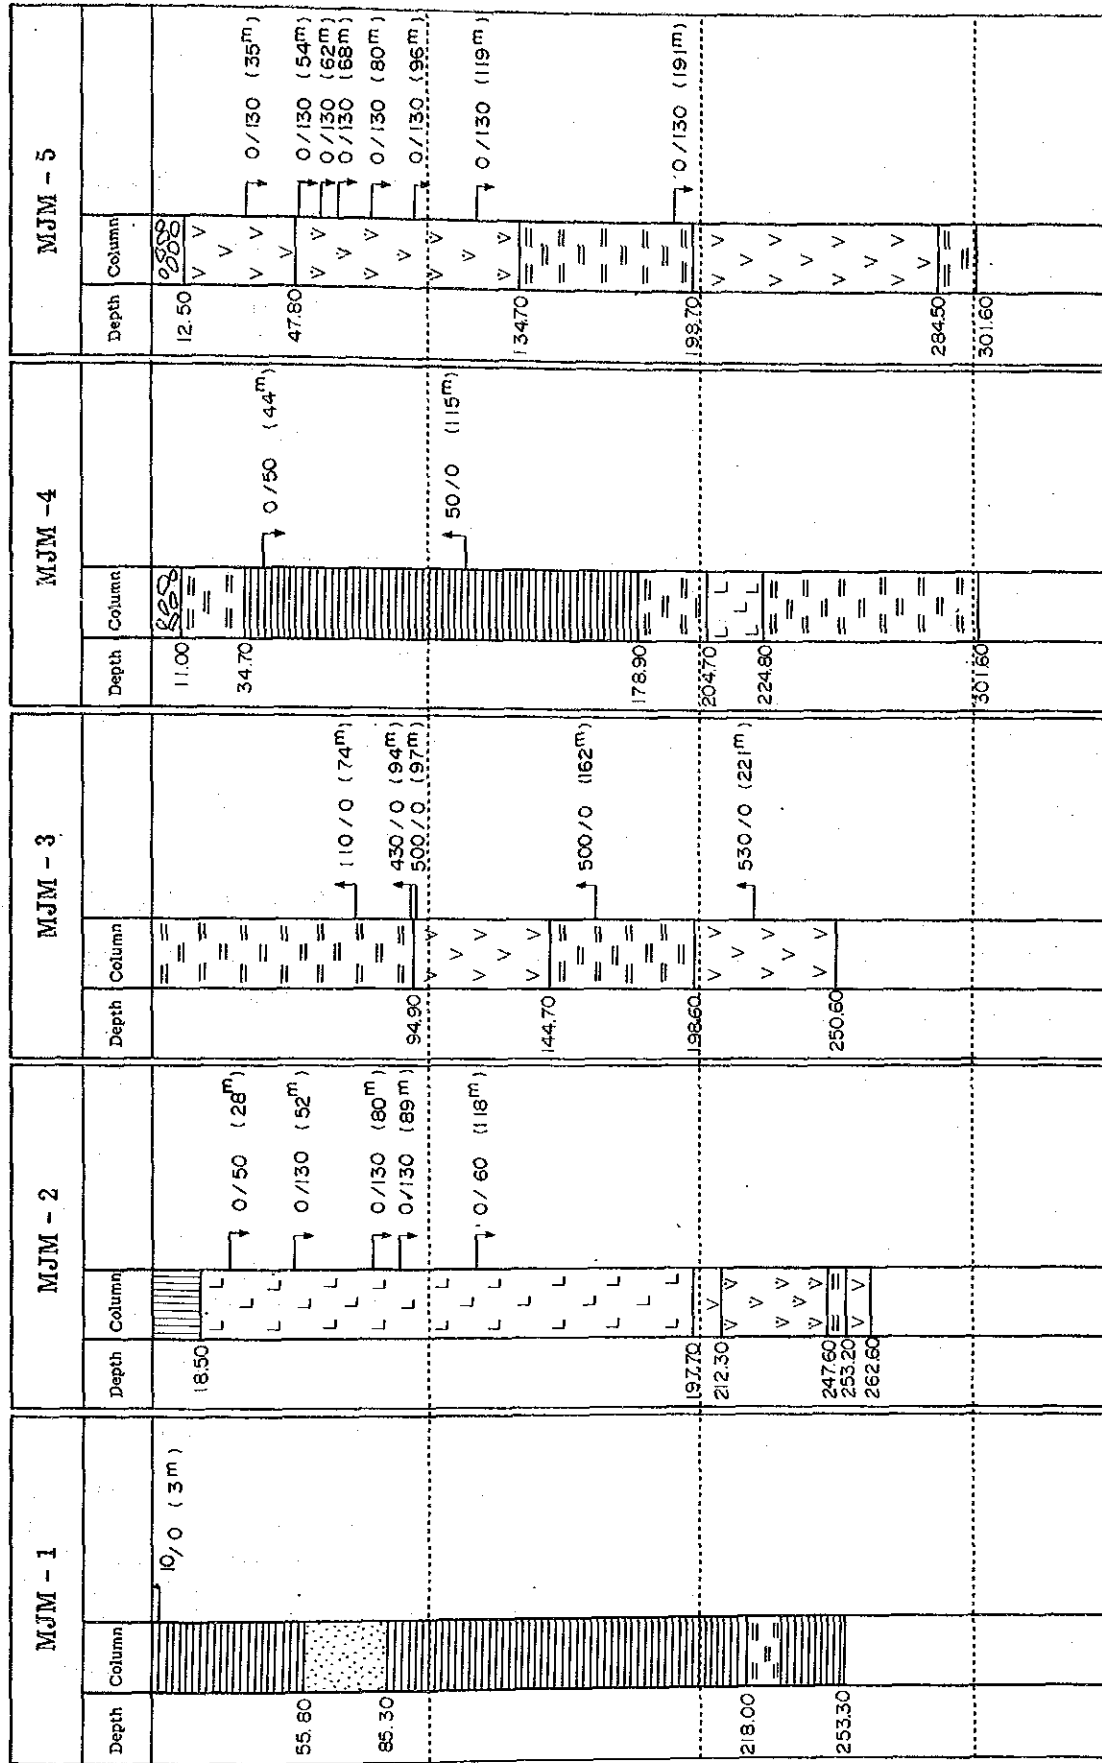 MJM - 1
Depth Column
55.80
85.30
218.00
253.30
10/0 (3m)
MJM - 2
Depth Column
18.50
197.70
212.30
247.60
253.20
262.60
0/50 (28m)
0/130 (52m)
0/130 (80m)
0/130 (89m)
0/60 (118m)
MJM - 3
Depth Column
94.90
144.70
198.60
250.60
110/0 (74m)
430/0 (94m)
500/0 (97m)
500/0 (162m)
530/0 (221m)
MJM - 4
Depth Column
11.00
34.70
178.90
204.70
224.80
301.60
0/50 (44m)
50/0 (115m)
MJM - 5
Depth Column
12.50
47.80
134.70
198.70
284.50
301.60
0/130 (35m)
0/130 (54m)
0/130 (62m)
0/130 (68m)
0/130 (80m)
0/130 (96m)
0/130 (119m)
0/130 (191m)